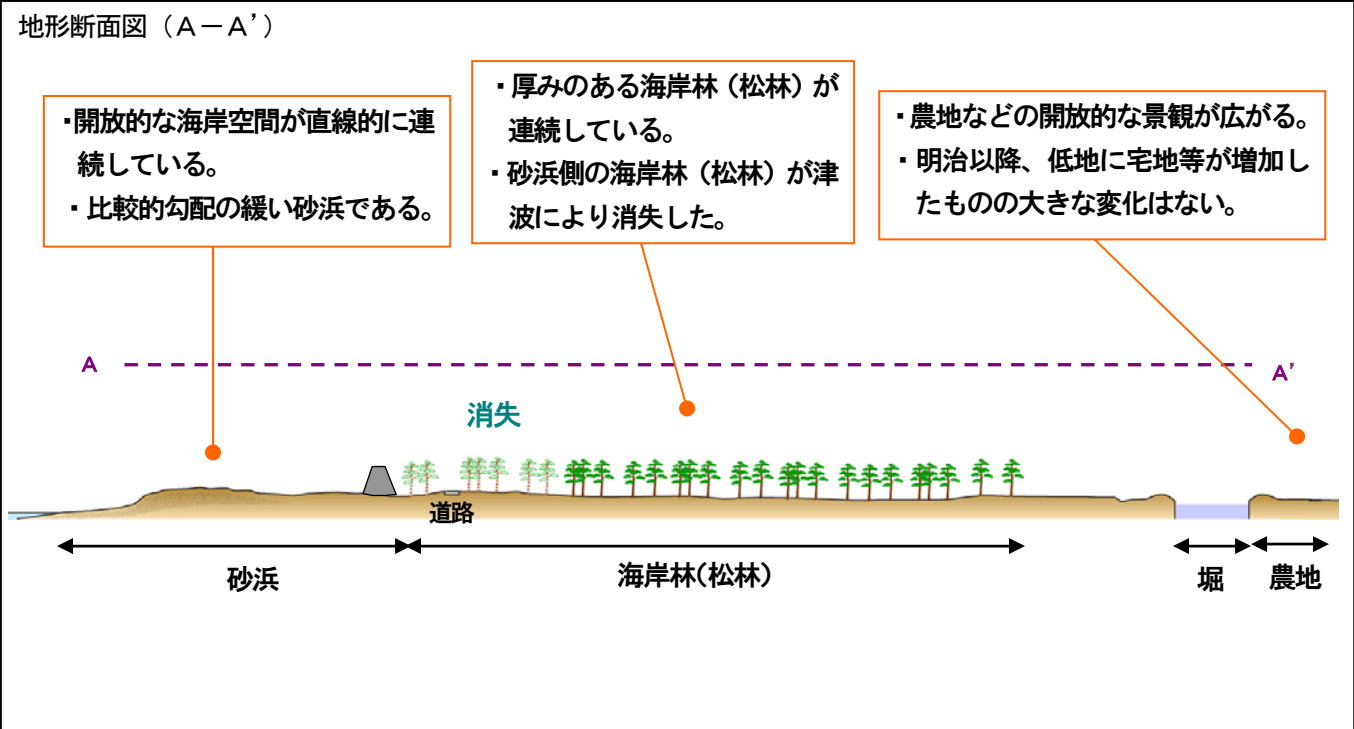 地形断面図（A－A’）
・開放的な海岸空間が直線的に連
続している。
・比較的勾配の緩い砂浜である。
・厚みのある海岸林（松林）が
連続している。
・砂浜側の海岸林（松林）が津
波により消失した。
・農地などの開放的な景観が広がる。
・明治以降、低地に宅地等が増加し
たものの大きな変化はない。
A
A’
消失
道路
砂浜
海岸林(松林)
堀
農地